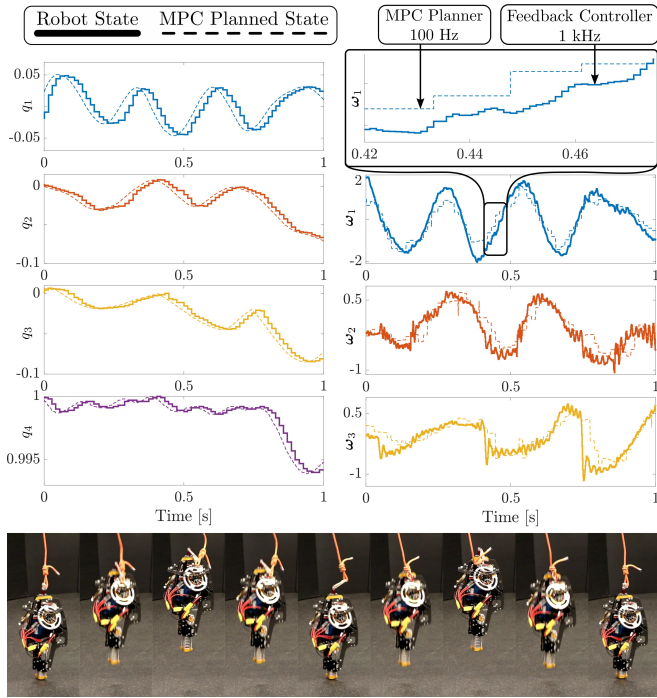 Robot State
MPC Planned State
MPC Planner
100 Hz
Feedback Controller
1 kHz
0.05
-0.05
q1
0
0.5
1
ω1
0.42
0.44
0.46
0
-0.1
q2
0
0.5
1
2
-2
ω1
0
0.5
1
0
-0.1
q3
0
0.5
1
0.5
-1
ω2
0
0.5
1
1
0.995
q4
0
0.5
1
Time [s]
0.5
-1
ω3
0
0.5
1
Time [s]